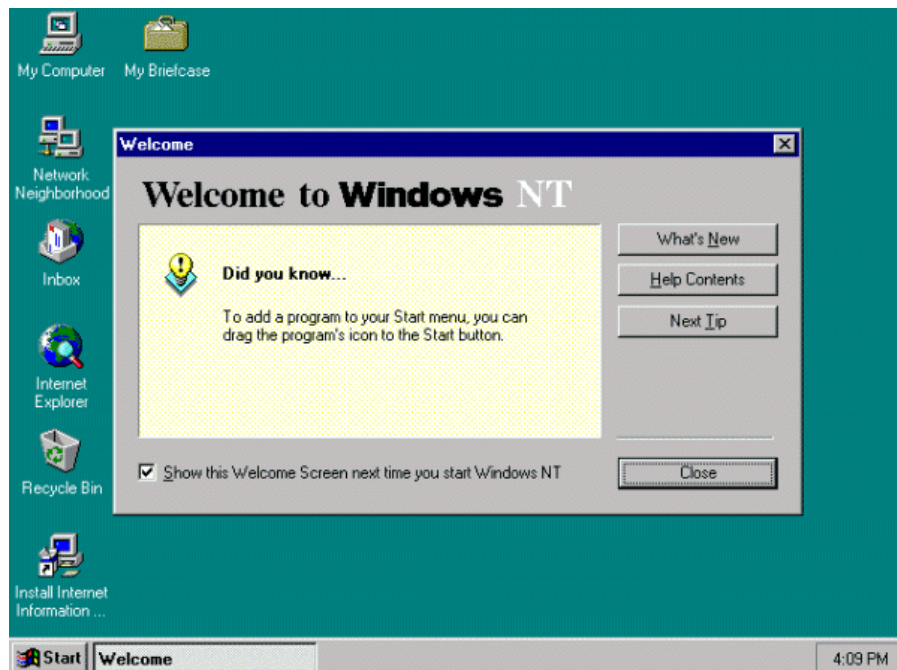 My Computer
My Briefcase
Network
Neighborhood
Inbox
Internet
Explorer
Recycle Bin
Install Internet
Information ...
Welcome
Welcome to Windows NT
Did you know...
To add a program to your Start menu, you can
drag the program's icon to the Start button.
What's New
Help Contents
Next Tip
Show this Welcome Screen next time you start Windows NT
Close
Start
Welcome
4:09 PM